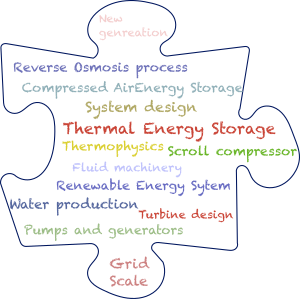 New
genreation
Reverse Osmosis process
Compressed AirEnergy Storage
System design
Thermal Energy Storage
Thermophysics
Scroll compressor
Fluid machinery
Renewable Energy Sytem
Water production
Turbine design
Pumps and generators
Grid
Scale